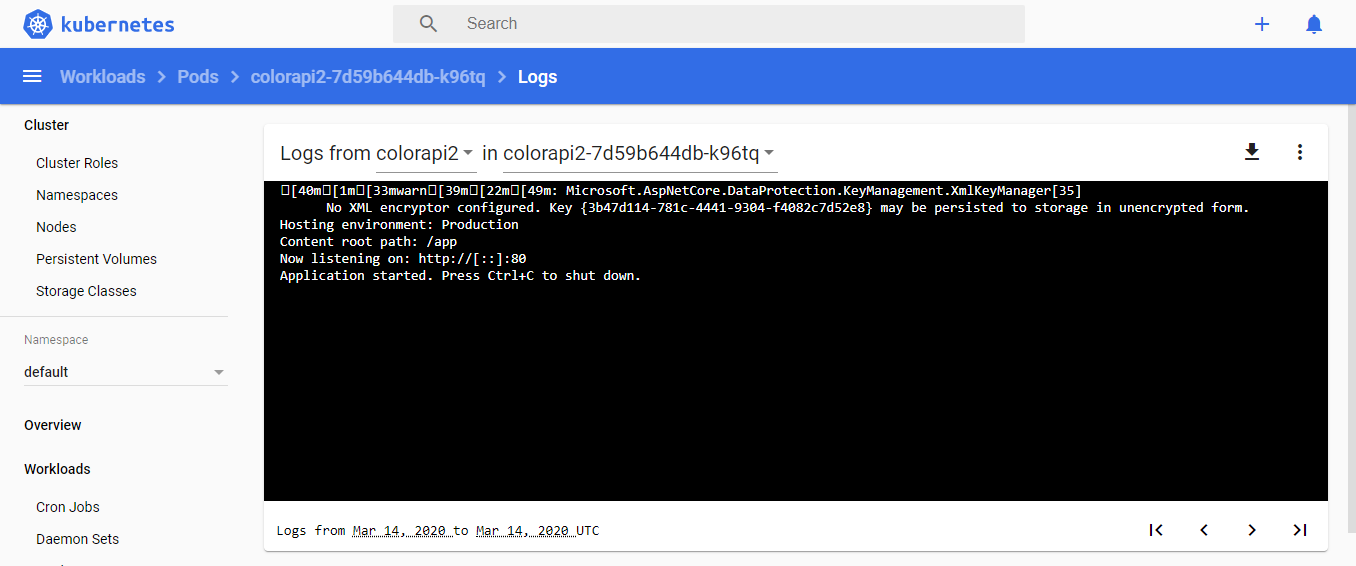 kubernetes
Search
Workloads > Pods > colorapi2-7d59b644db-k96tq > Logs
Cluster
Cluster Roles
Namespaces
Nodes
Persistent Volumes
Storage Classes
Namespace
default
Overview
Workloads
Cron Jobs
Daemon Sets
Logs from colorapi2 in colorapi2-7d59b644db-k96tq
□[40m□[1m□[33mwarn□[39m□[22m□[49m: Microsoft.AspNetCore.DataProtection.KeyManagement.XmlKeyManager[35]
No XML encryptor configured. Key {3b47d114-781c-4441-9304-f4082c7d52e8} may be persisted to storage in unencrypted form.
Hosting environment: Production
Content root path: /app
Now listening on: http://[::]:80
Application started. Press Ctrl+C to shut down.
Logs from Mar 14, 2020 to Mar 14, 2020 UTC